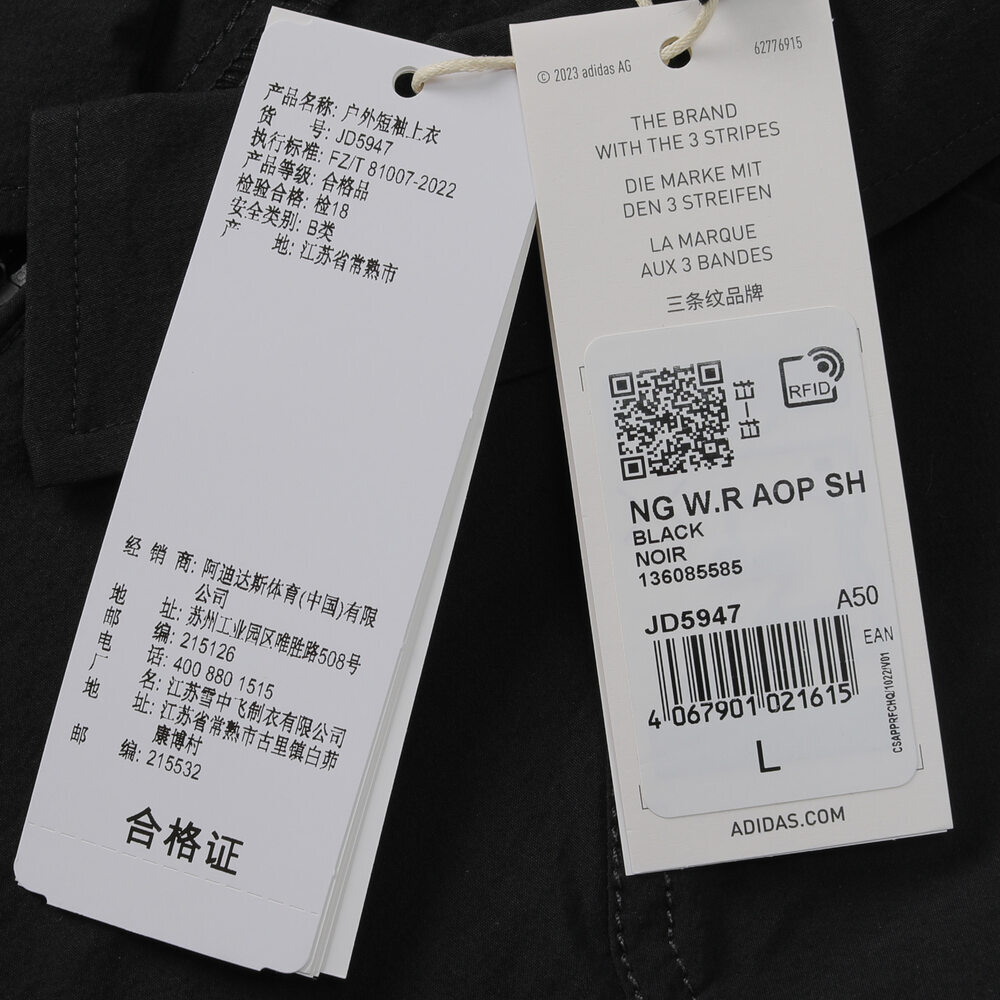 产品名称: 户外短袖上衣
货 号: JD5947
执行标准: FZ/T 81007-2022
产品等级: 合格品
检验合格: 检18
安全类别: B类
产 地: 江苏省常熟市
经 销 商: 阿迪达斯体育(中国)有限
公司
地 址: 苏州工业园区唯胜路508号
邮 编: 215126
电 话: 400 880 1515
厂 名: 江苏雪中飞制衣有限公司
地 址: 江苏省常熟市古里镇白茆
康博村
邮 编: 215532
合格证
62776915
© 2023 adidas AG
THE BRAND
WITH THE 3 STRIPES
DIE MARKE MIT
DEN 3 STREIFEN
LA MARQUE
AUX 3 BANDES
三条纹品牌
扫一扫
RFID
NG W.R AOP SH
BLACK
NOIR
136085585
JD5947 A50
EAN
4 067901 021615
CSAPPRFCHQ/1022/V01
L
ADIDAS.COM